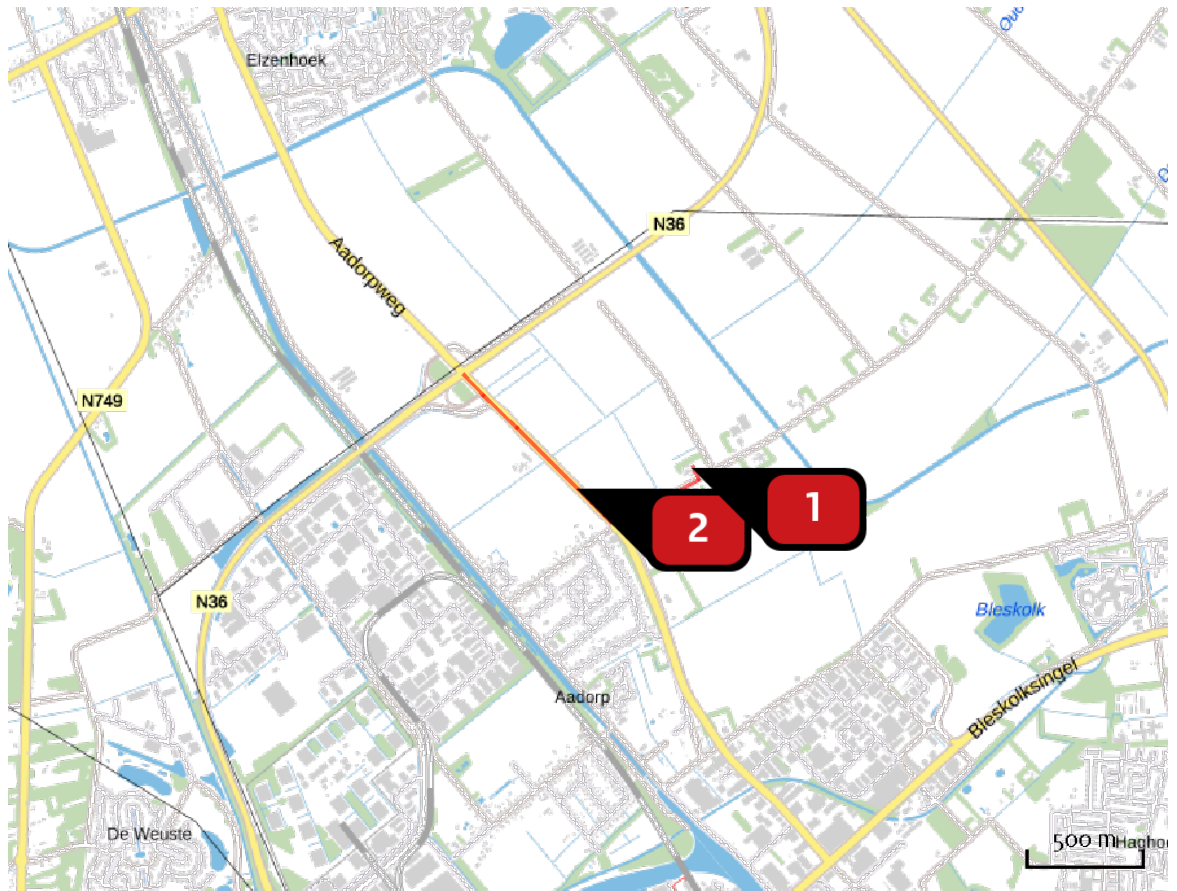 Elzenhoek
N36
Aadorpweg
N749
1
2
N36
Bleskolk
Bleskolksingel
Aadorp
De Weuste
500 m